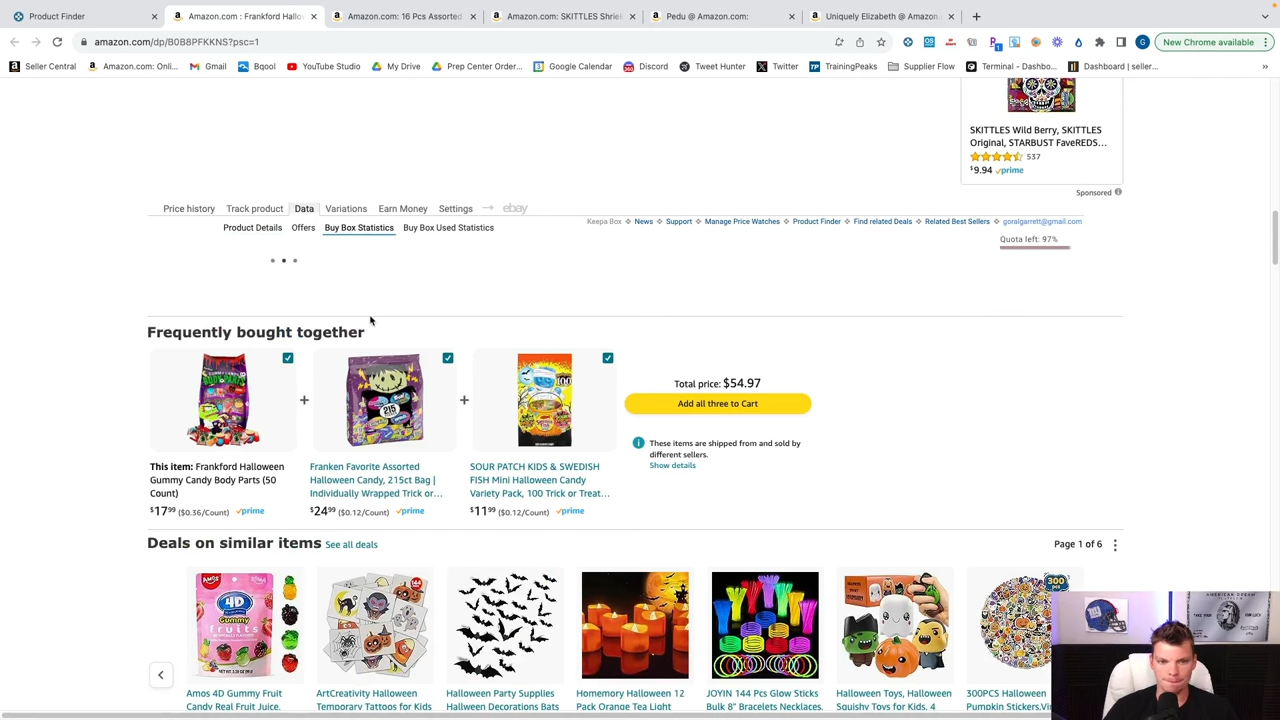 Product Finder
Amazon.com : Frankford Hallov
Amazon.com: 16 Pcs Assorted
Amazon.com: SKITTLES Shriek
Pedu @ Amazon.com:
Uniquely Elizabeth @ Amazon
amazon.com/dp/B0B8PFKKNS?psc=1
New Chrome available
Seller Central
Amazon.com: Onli...
Gmail
Bqool
YouTube Studio
My Drive
Prep Center Order...
Google Calendar
Discord
Tweet Hunter
Twitter
TrainingPeaks
Supplier Flow
Terminal - Dashbo...
Dashboard | seller...
SKITTLES Wild Berry, SKITTLES
Original, STARBUST FaveREDS...
537
$9.94 prime
Sponsored
Price history
Track product
Data
Variations
Earn Money
Settings
ebay
Keepa Box
News
Support
Manage Price Watches
Product Finder
Find related Deals
Related Best Sellers
goralgarrett@gmail.com
Product Details
Offers
Buy Box Statistics
Buy Box Used Statistics
Quota left: 97%
Frequently bought together
This item: Frankford Halloween
Gummy Candy Body Parts (50
Count)
$17.99 ($0.36/Count) prime
Franken Favorite Assorted
Halloween Candy, 215ct Bag |
Individually Wrapped Trick or...
$24.99 ($0.12/Count) prime
SOUR PATCH KIDS & SWEDISH
FISH Mini Halloween Candy
Variety Pack, 100 Trick or Treat...
$11.99 ($0.12/Count) prime
Total price: $54.97
Add all three to Cart
These items are shipped from and sold by
different sellers.
Show details
Deals on similar items See all deals
Page 1 of 6
Amos 4D Gummy Fruit
Candy Real Fruit Juice,
ArtCreativity Halloween
Temporary Tattoos for Kids
Halloween Party Supplies
Halloween Decorations Bats
Homemory Halloween 12
Pack Orange Tea Light
JOYIN 144 Pcs Glow Sticks
Bulk 8" Bracelets Necklaces,
Halloween Toys, Halloween
Squishy Toys for Kids, 4
300PCS Halloween
Pumpkin Stickers,Vin